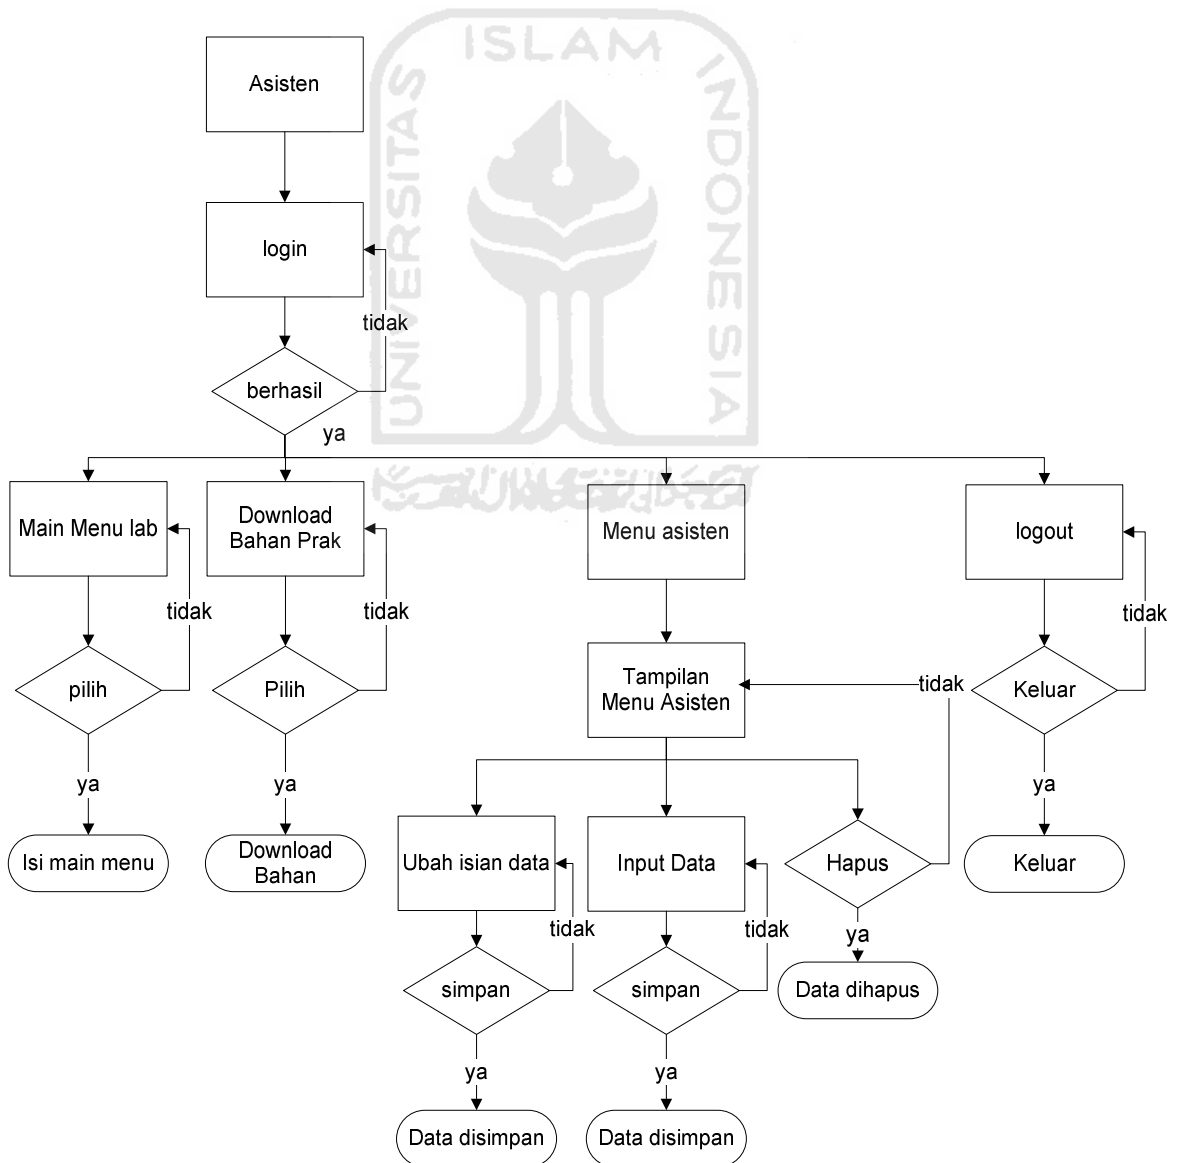 ISLAM
UNIVERSITAS
INDONESIA
Asisten
login
tidak
berhasil
ya
Main Menu lab
Download
Bahan Prak
Menu asisten
logout
tidak
tidak
tidak
pilih
Pilih
Tampilan
Menu Asisten
tidak
Keluar
ya
ya
ya
Isi main menu
Download
Bahan
Ubah isian data
Input Data
Hapus
Keluar
tidak
tidak
ya
simpan
simpan
Data dihapus
ya
ya
Data disimpan
Data disimpan